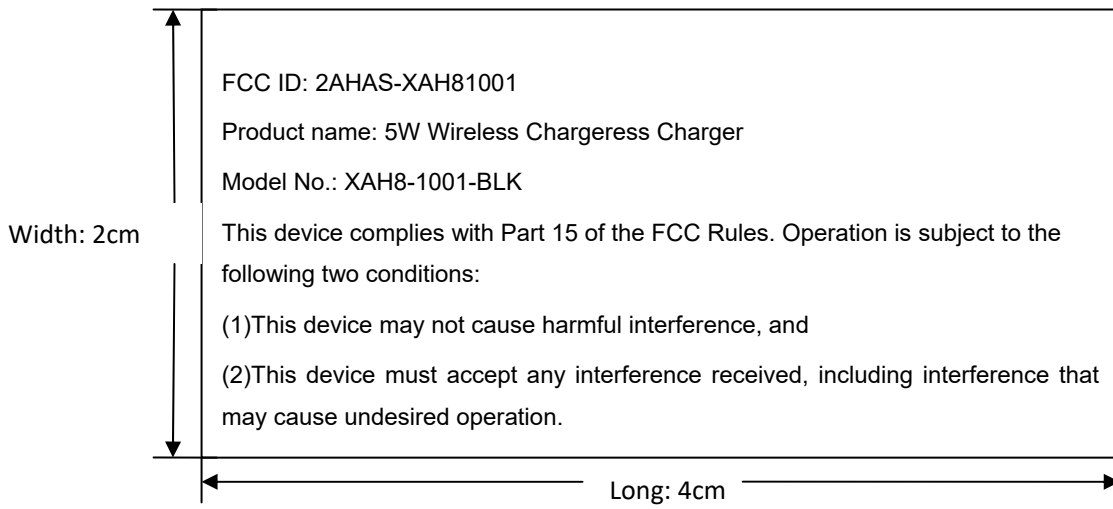 FCC ID: 2AHAS-XAH81001
Product name: 5W Wireless Chargeress Charger
Model No.: XAH8-1001-BLK
Width: 2cm
This device complies with Part 15 of the FCC Rules. Operation is subject to the
following two conditions:
(1)This device may not cause harmful interference, and
(2)This device must accept any interference received, including interference that
may cause undesired operation.
Long: 4cm